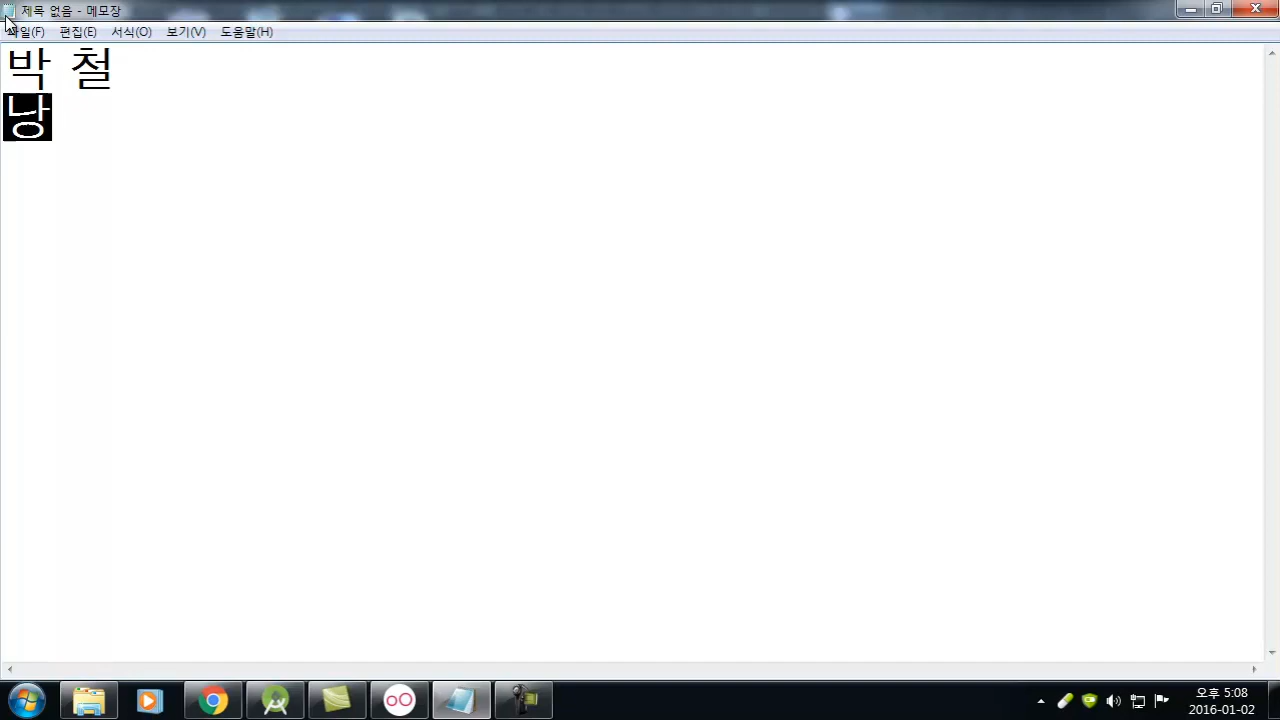 제목 없음 - 메모장
파일(F) 편집(E) 서식(O) 보기(V) 도움말(H)
박 철
낭
오후 5:08
2016-01-02